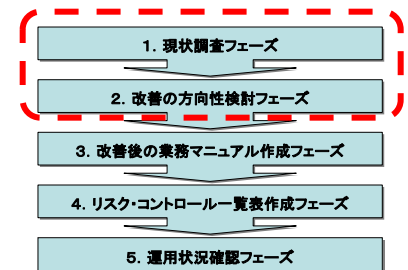 1. 現状調査フェーズ
2. 改善の方向性検討フェーズ
3. 改善後の業務マニュアル作成フェーズ
4. リスク・コントロール一覧表作成フェーズ
5. 運用状況確認フェーズ